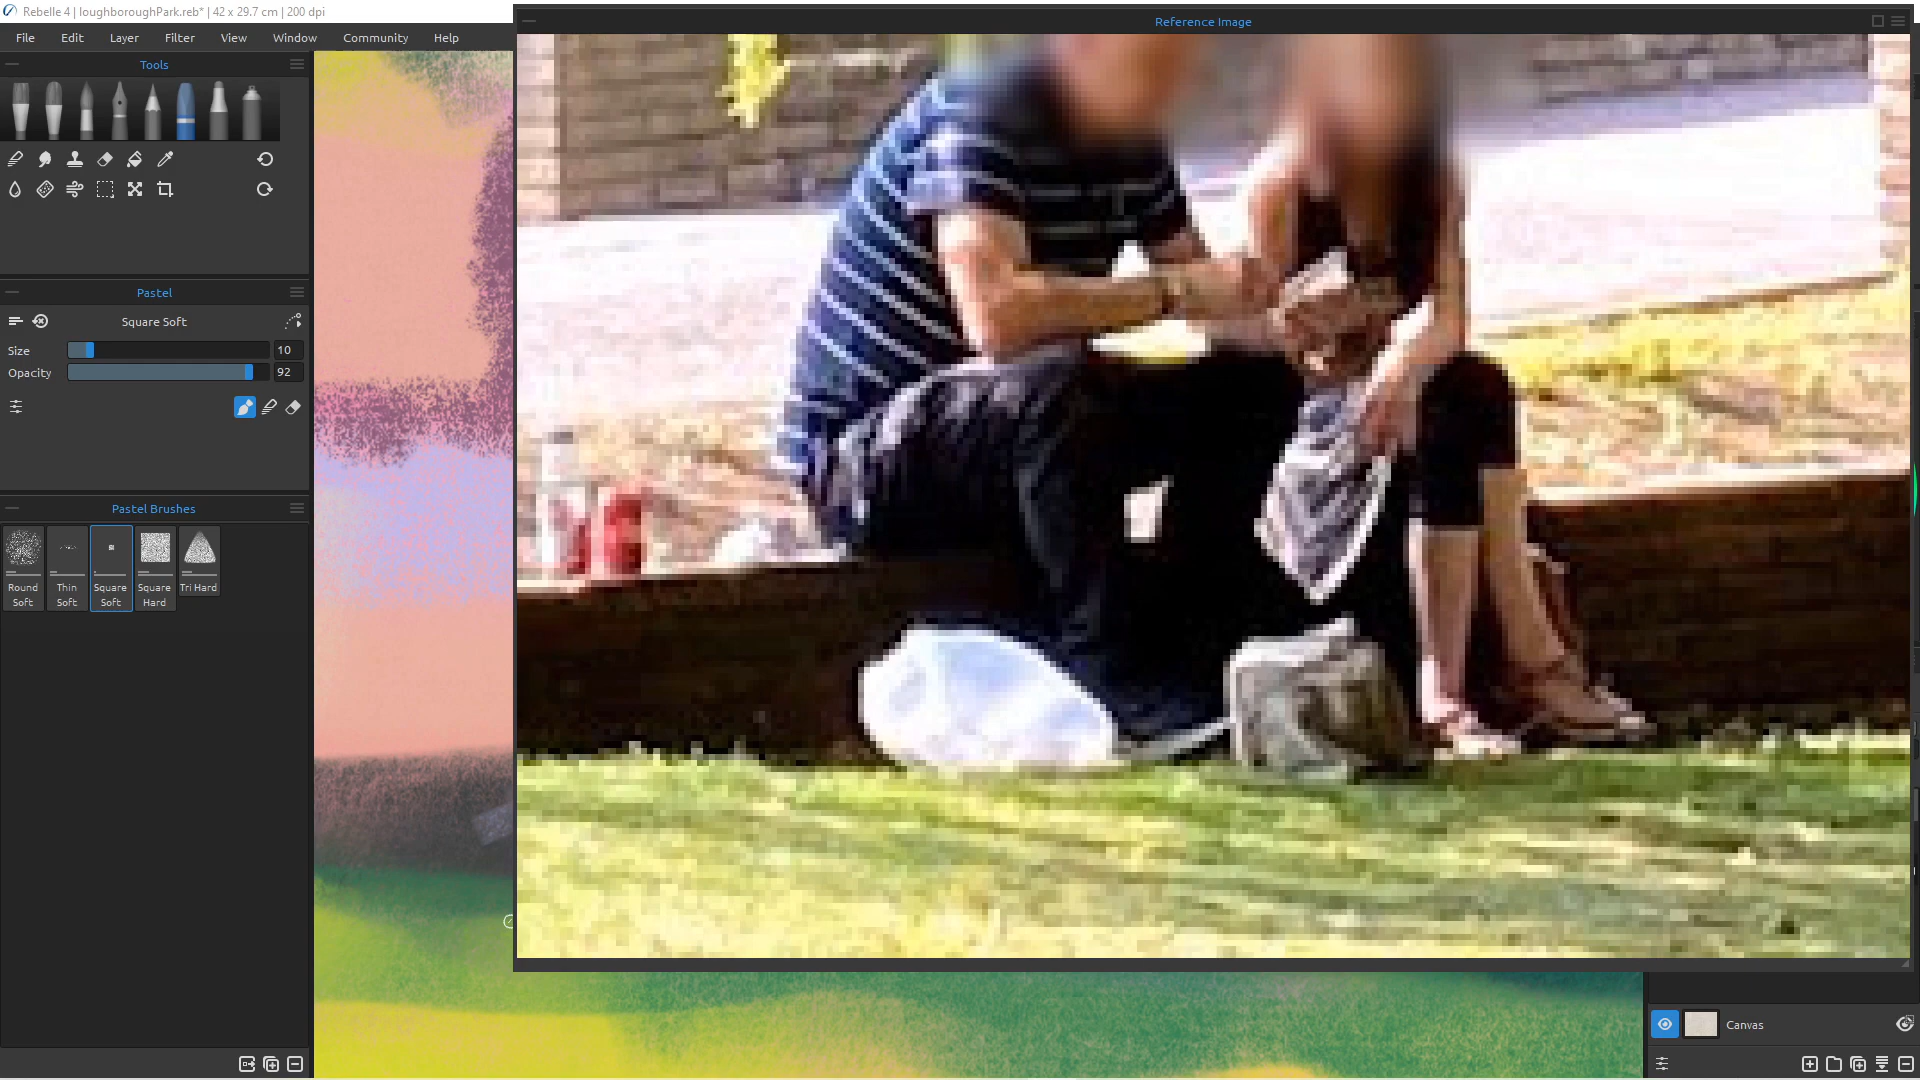 Rebelle 4 | loughboroughPark.reb* | 42 x 29.7 cm | 200 dpi
File Edit Layer Filter View Window Community Help
Reference Image
Tools
Pastel
Square Soft
Size 10
Opacity 92
Pastel Brushes
Round Soft
Thin Soft
Square Soft
Square Hard
Tri Hard
Canvas